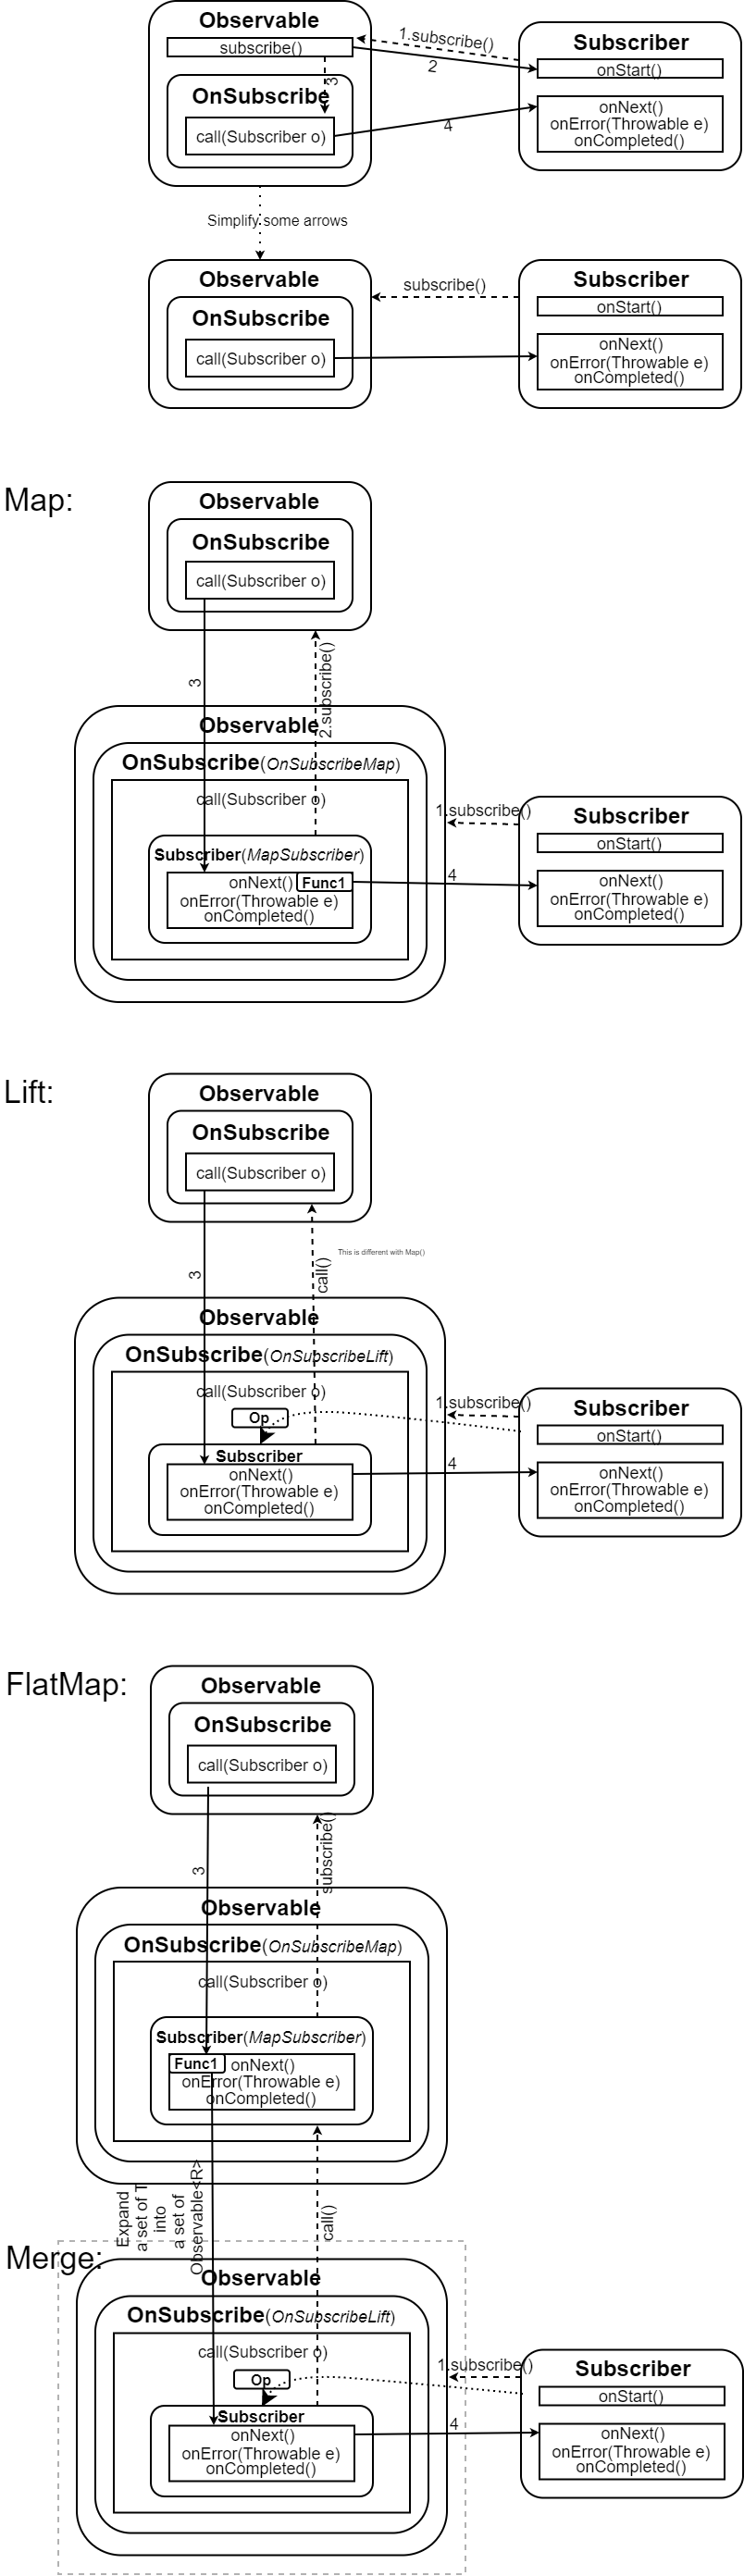 Observable
subscribe()
1.subscribe()
2
3
Subscriber
onStart()
OnSubscribe
call(Subscriber o)
4
onNext()
onError(Throwable e)
onCompleted()
Simplify some arrows
Observable
OnSubscribe
call(Subscriber o)
subscribe()
Subscriber
onStart()
onNext()
onError(Throwable e)
onCompleted()
Map:
Observable
OnSubscribe
call(Subscriber o)
3
2.subscribe()
Observable
OnSubscribe(OnSubscribeMap)
call(Subscriber o)
Subscriber(MapSubscriber)
onNext()
Func1
onError(Throwable e)
onCompleted()
1.subscribe()
4
Subscriber
onStart()
onNext()
onError(Throwable e)
onCompleted()
Lift:
Observable
OnSubscribe
call(Subscriber o)
3
call()
This is different with Map()
Observable
OnSubscribe(OnSubscribeLift)
call(Subscriber o)
Op
Subscriber
onNext()
onError(Throwable e)
onCompleted()
1.subscribe()
4
Subscriber
onStart()
onNext()
onError(Throwable e)
onCompleted()
FlatMap:
Observable
OnSubscribe
call(Subscriber o)
3
subscribe()
Observable
OnSubscribe(OnSubscribeMap)
call(Subscriber o)
Subscriber(MapSubscriber)
Func1
onNext()
onError(Throwable e)
onCompleted()
Expand
a set of T
into
a set of
Observable<R>
call()
Merge:
Observable
OnSubscribe(OnSubscribeLift)
call(Subscriber o)
Op
Subscriber
onNext()
onError(Throwable e)
onCompleted()
1.subscribe()
4
Subscriber
onStart()
onNext()
onError(Throwable e)
onCompleted()